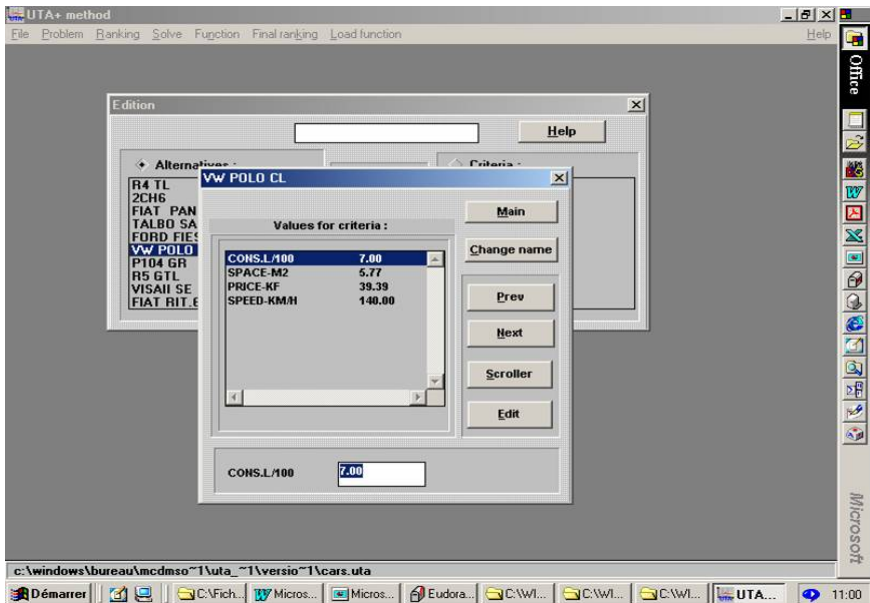 UTA+ method
File Problem Ranking Solve Function Final ranking Load function Help
Office
Edition
Help
Alternatives :
Criteria :
R4 TL
2CH6
FIAT PAN
TALBO SA
FORD FIES
VW POLO
P104 GR
R5 GTL
VISAII SE
FIAT RIT.6
VW POLO CL
Values for criteria :
CONS.L/100 7.00
SPACE-M2 5.77
PRICE-KF 39.39
SPEED-KM/H 140.00
Main
Change name
Prev
Next
Scroller
Edit
CONS.L/100 7.00
Microsoft
c:\windows\bureau\mcdmso~1\uta_~1\versio~1\cars.uta
Démarrer C:\Fich... Micros... Micros... Eudora... C:\WI... C:\WI... C:\WI... UTA... 11:00